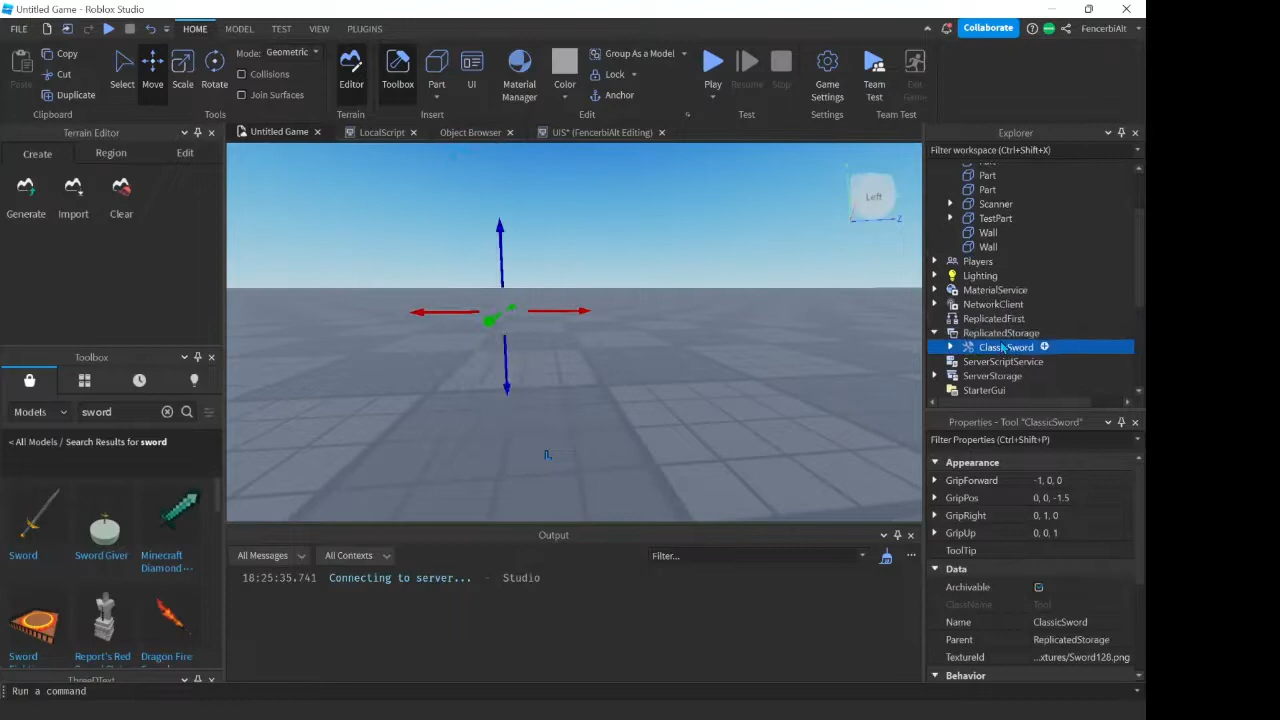 Untitled Game - Roblox Studio
FILE HOME MODEL TEST VIEW PLUGINS Collaborate FencerbiAlt
Paste Copy Cut Duplicate
Clipboard
Select Move Scale Rotate
Mode: Geometric
Collisions
Join Surfaces
Tools
Editor
Terrain
Toolbox Part UI
Insert
Material Manager
Color
Group As a Model
Lock
Anchor
Edit
Play Resume Stop
Test
Game Settings
Settings
Team Test
Exit Game
Team Test
Terrain Editor
Create Region Edit
Generate Import Clear
Untitled Game LocalScript Object Browser UIS* (FencerbiAlt Editing)
Left
Z
Explorer
Filter workspace (Ctrl+Shift+X)
Part
Part
Scanner
TestPart
Wall
Wall
Players
Lighting
MaterialService
NetworkClient
ReplicatedFirst
ReplicatedStorage
ClassicSword
ServerScriptService
ServerStorage
StarterGui
Toolbox
Models sword
< All Models / Search Results for sword
Sword
Sword Giver
Minecraft Diamond ...
Sword
Report's Red
Dragon Fire
ThreeDText
Output
All Messages All Contexts Filter...
18:25:35.741 Connecting to server... - Studio
Properties - Tool "ClassicSword"
Filter Properties (Ctrl+Shift+P)
Appearance
GripForward -1, 0, 0
GripPos 0, 0, -1.5
GripRight 0, 1, 0
GripUp 0, 0, 1
ToolTip
Data
Archivable
ClassName Tool
Name ClassicSword
Parent ReplicatedStorage
TextureId ...xtures/Sword128.png
Behavior
Run a command